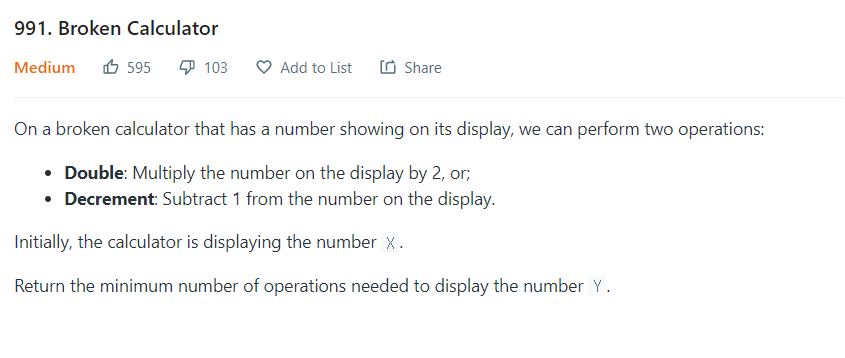 991. Broken Calculator
Medium 595 103 Add to List Share
On a broken calculator that has a number showing on its display, we can perform two operations:
• Double: Multiply the number on the display by 2, or;
• Decrement: Subtract 1 from the number on the display.
Initially, the calculator is displaying the number X.
Return the minimum number of operations needed to display the number Y.